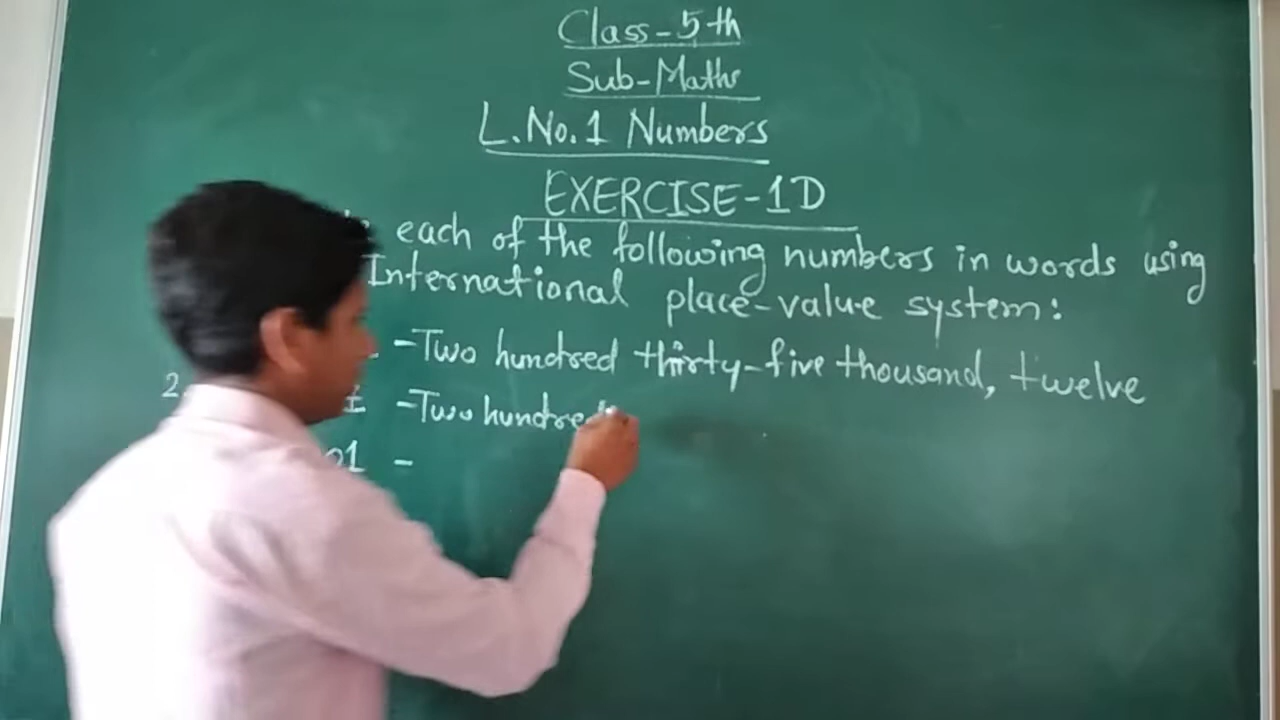 Class-5th
Sub-Maths
L.No.1 Numbers
EXERCISE-1D
each of the following numbers in words using
International place-value system:
-Two hundred thirty-five thousand, twelve
2. -Two hundred
01 -